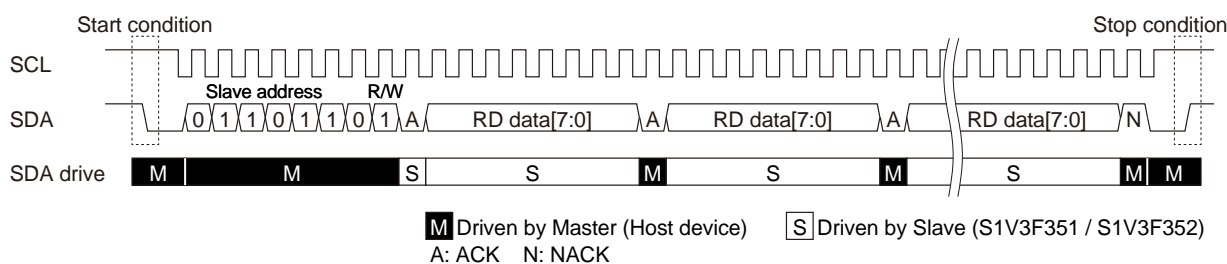 Start condition Stop condition
SCL
Slave address R/W
SDA 0 1 1 0 1 1 0 1 A RD data[7:0] A RD data[7:0] A RD data[7:0] N
SDA drive M M S S M S M S M M
M Driven by Master (Host device) S Driven by Slave (S1V3F351 / S1V3F352)
A: ACK N: NACK